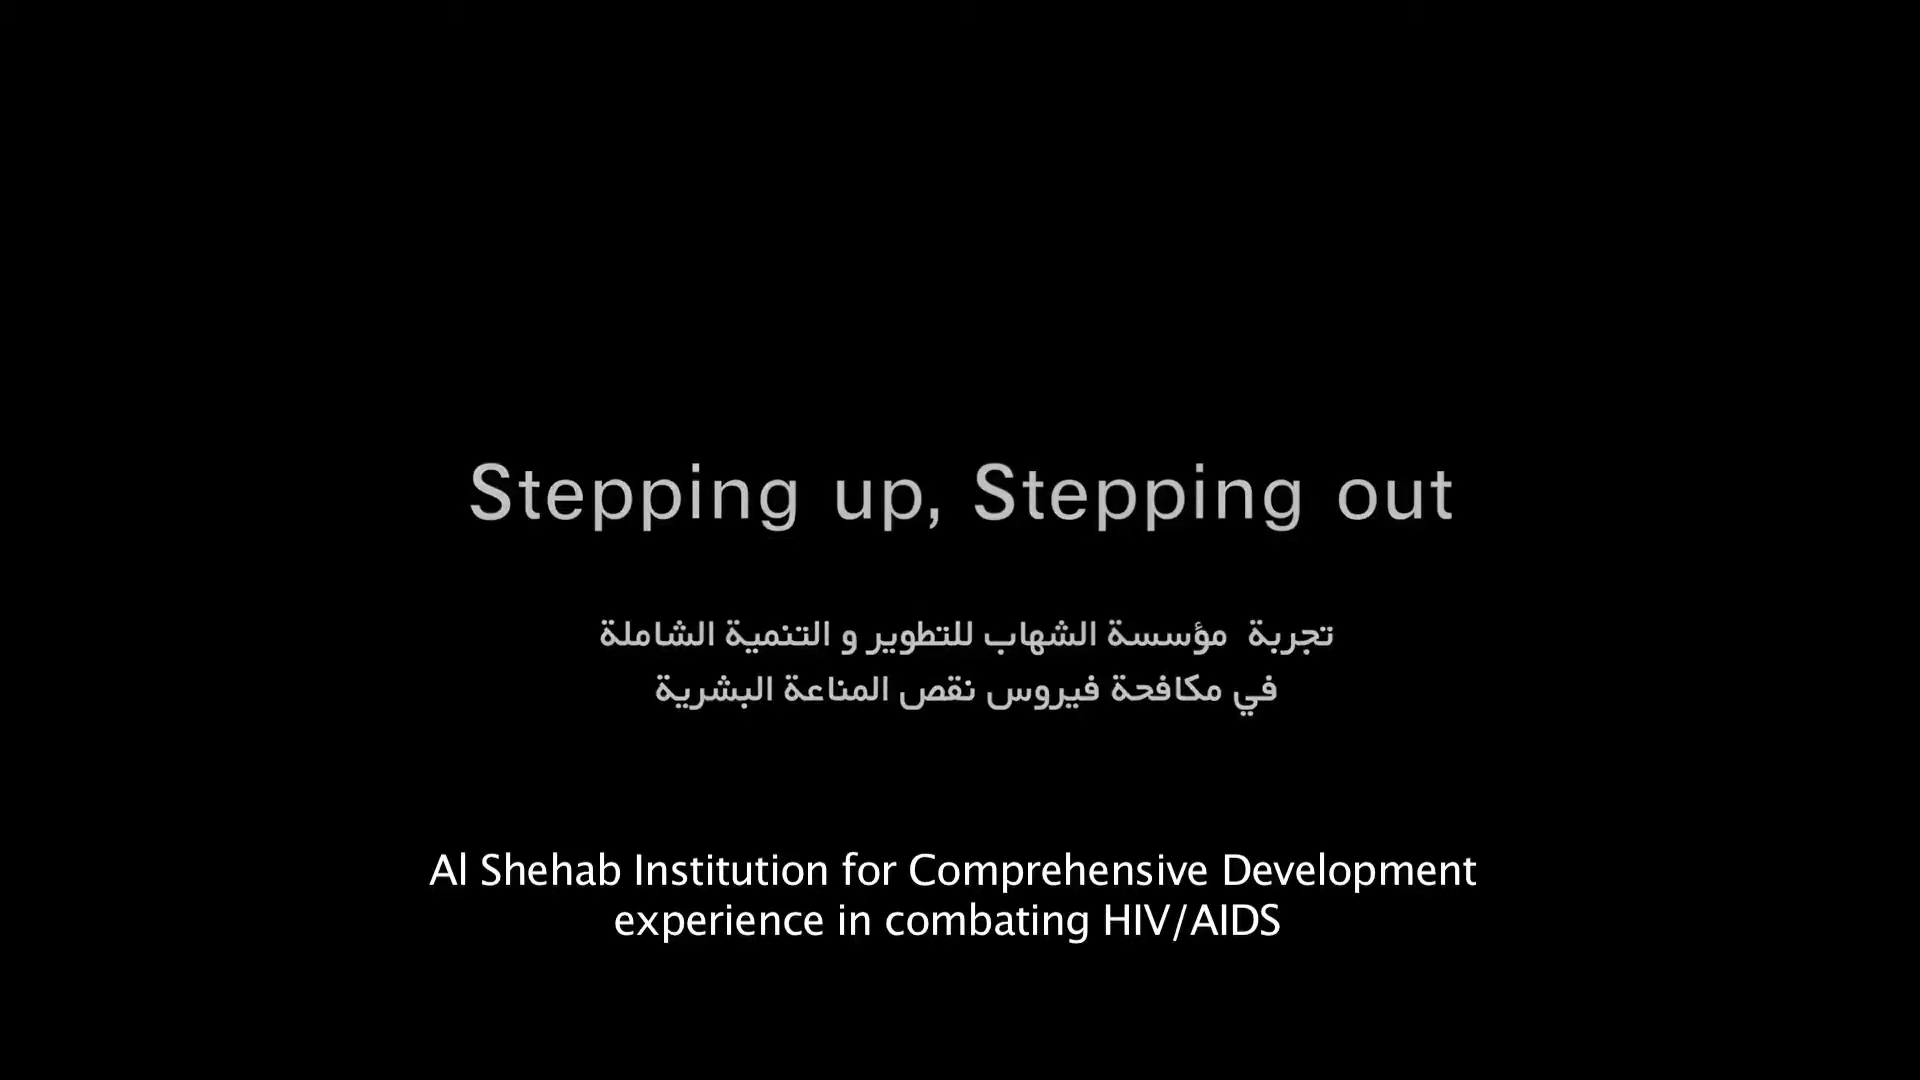 Stepping up, Stepping out
تجربة مؤسسة الشهاب للتطوير و التنمية الشاملة
في مكافحة فيروس نقص المناعة البشرية
Al Shehab Institution for Comprehensive Development
experience in combating HIV/AIDS